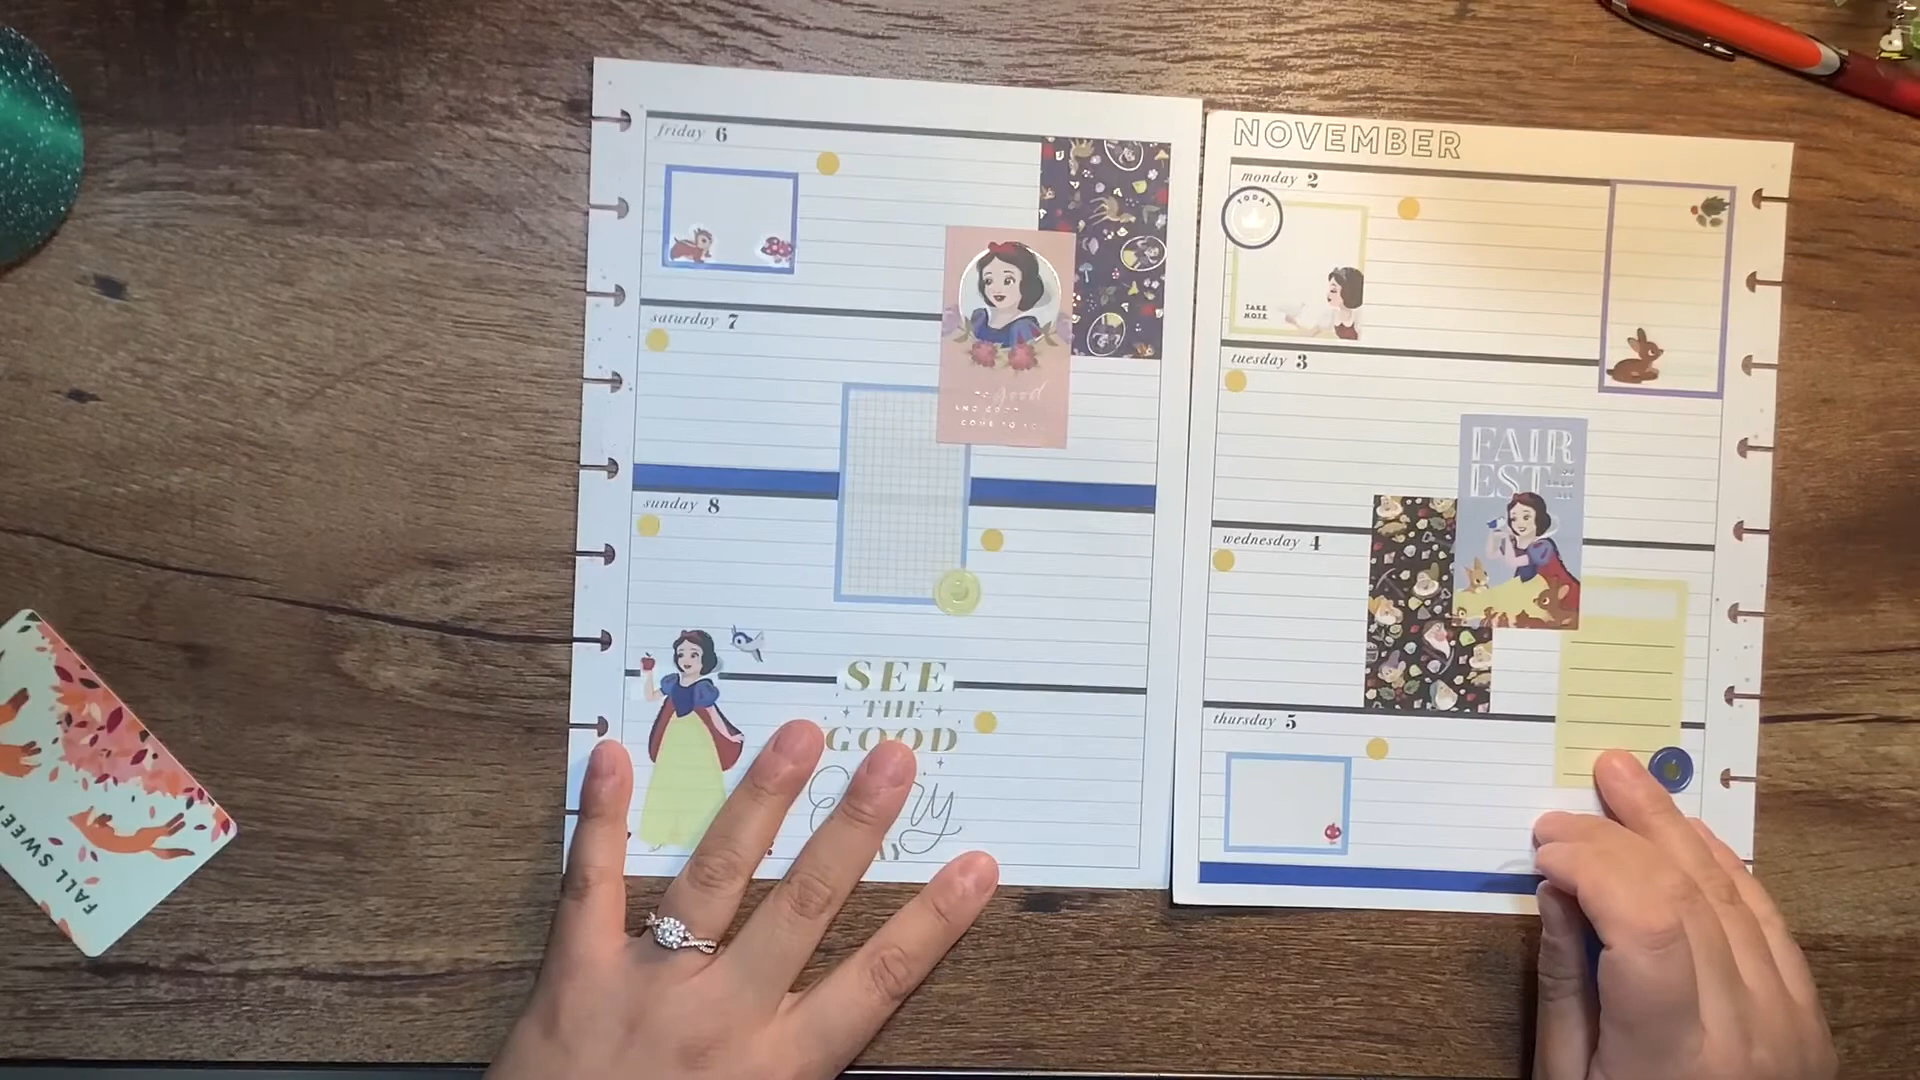 friday 6
saturday 7
sunday 8
good
SEE
THE
GOOD
NOVEMBER
monday 2
TODAY
TAKE
NOTE
tuesday 3
FAIR
EST
wednesday 4
thursday 5
FALL SWEET